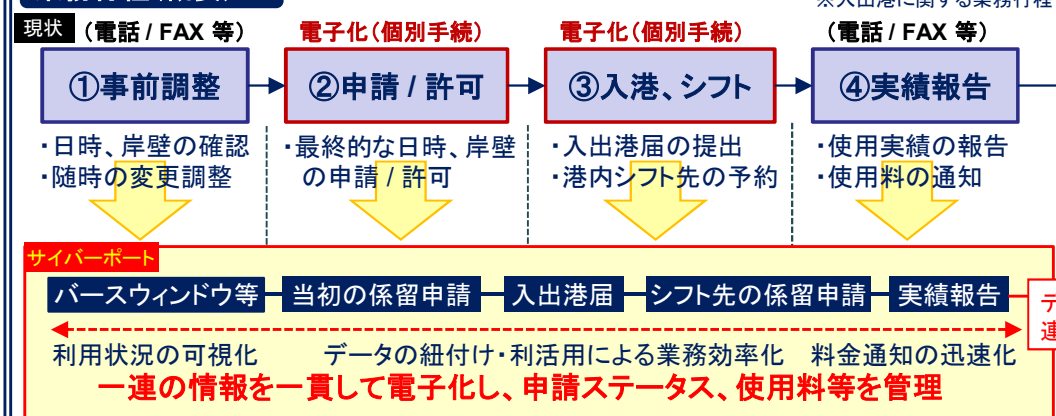 ※入出港に関する業務行程
現状 (電話 / FAX 等) 電子化(個別手続) 電子化(個別手続) (電話 / FAX 等)
①事前調整 ②申請 / 許可 ③入港、シフト ④実績報告
・日時、岸壁の確認
・随時の変更調整
・最終的な日時、岸壁
の申請 / 許可
・入出港届の提出
・港内シフト先の予約
・使用実績の報告
・使用料の通知
サイバーポート
バースウィンドウ等 当初の係留申請 入出港届 シフト先の係留申請 実績報告
利用状況の可視化 データの紐付け・利活用による業務効率化 料金通知の迅速化
一連の情報を一貫して電子化し、申請ステータス、使用料等を管理